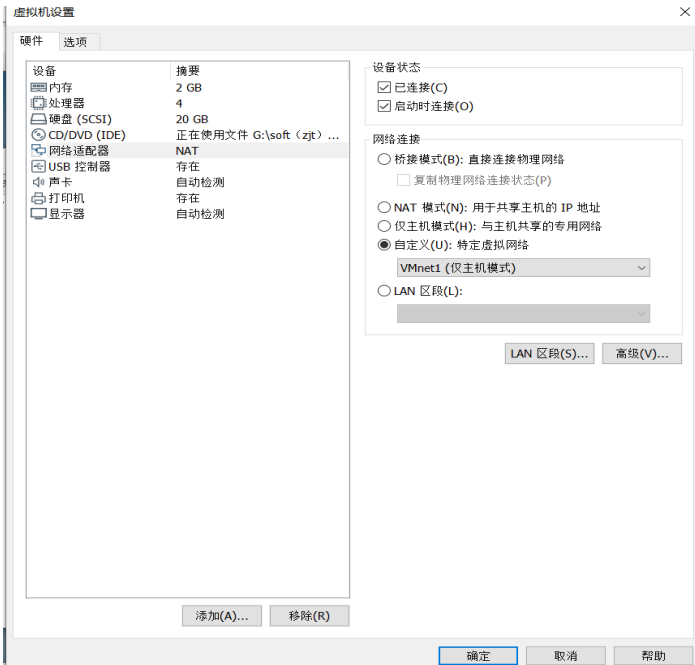 虚拟机设置
硬件 选项
设备 摘要
内存 2 GB
处理器 4
硬盘 (SCSI) 20 GB
CD/DVD (IDE) 正在使用文件 G:\soft（zjt）...
网络适配器 NAT
USB 控制器 存在
声卡 自动检测
打印机 存在
显示器 自动检测
添加(A)... 移除(R)
设备状态
已连接(C)
启动时连接(O)
网络连接
桥接模式(B): 直接连接物理网络
复制物理网络连接状态(P)
NAT 模式(N): 用于共享主机的 IP 地址
仅主机模式(H): 与主机共享的专用网络
自定义(U): 特定虚拟网络
VMnet1 (仅主机模式)
LAN 区段(L):
LAN 区段(S)... 高级(V)...
确定 取消 帮助